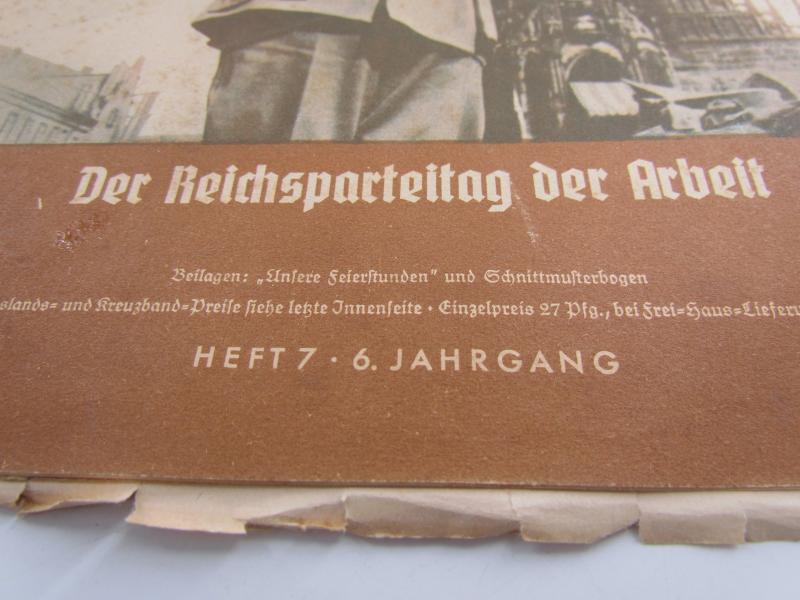 Der Reichsparteitag der Arbeit
Beilagen: „Unsere Feierstunden" und Schnittmusterbogen
und Kreuzband=Preise siehe letzte Innenseite · Einzelpreis 27 Pfg., bei Frei=Haus=
HEFT 7 · 6. JAHRGANG